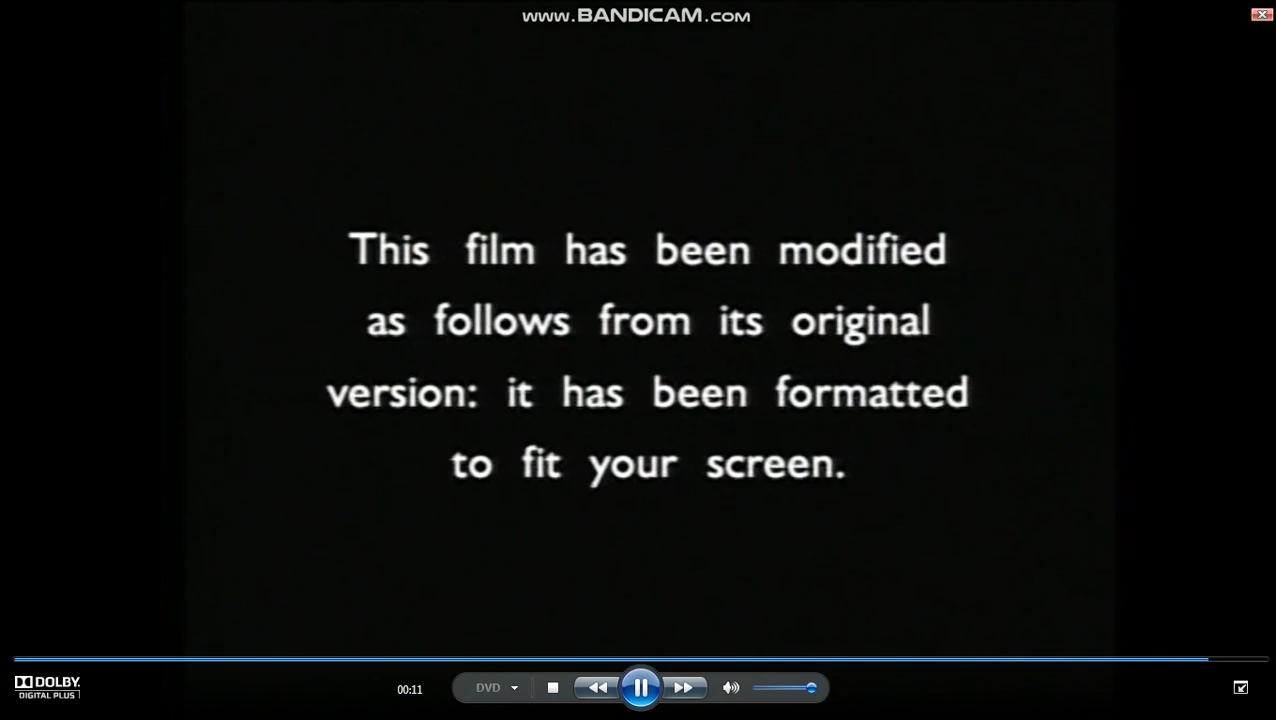 www.BANDICAM.com
This film has been modified
as follows from its original
version: it has been formatted
to fit your screen.
DOLBY
DIGITAL PLUS
00:11
DVD